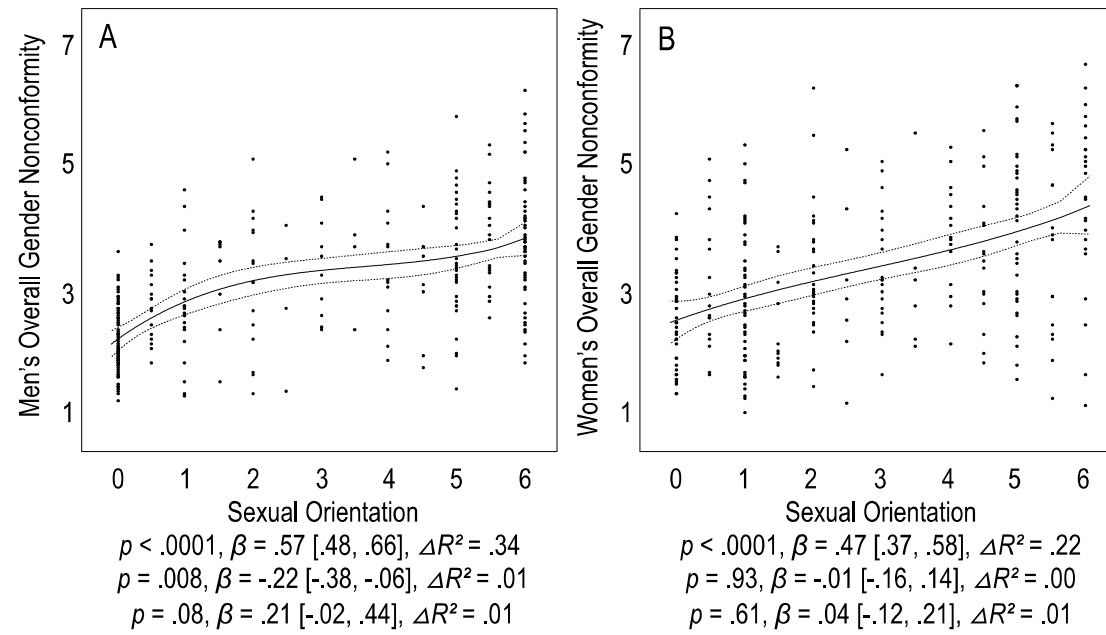 A
Men's Overall Gender Nonconformity
7
5
3
1
0 1 2 3 4 5 6
Sexual Orientation
p < .0001, β = .57 [.48, .66], ΔR² = .34
p = .008, β = -.22 [-.38, -.06], ΔR² = .01
p = .08, β = .21 [-.02, .44], ΔR² = .01
B
Women's Overall Gender Nonconformity
7
5
3
1
0 1 2 3 4 5 6
Sexual Orientation
p < .0001, β = .47 [.37, .58], ΔR² = .22
p = .93, β = -.01 [-.16, .14], ΔR² = .00
p = .61, β = .04 [-.12, .21], ΔR² = .01